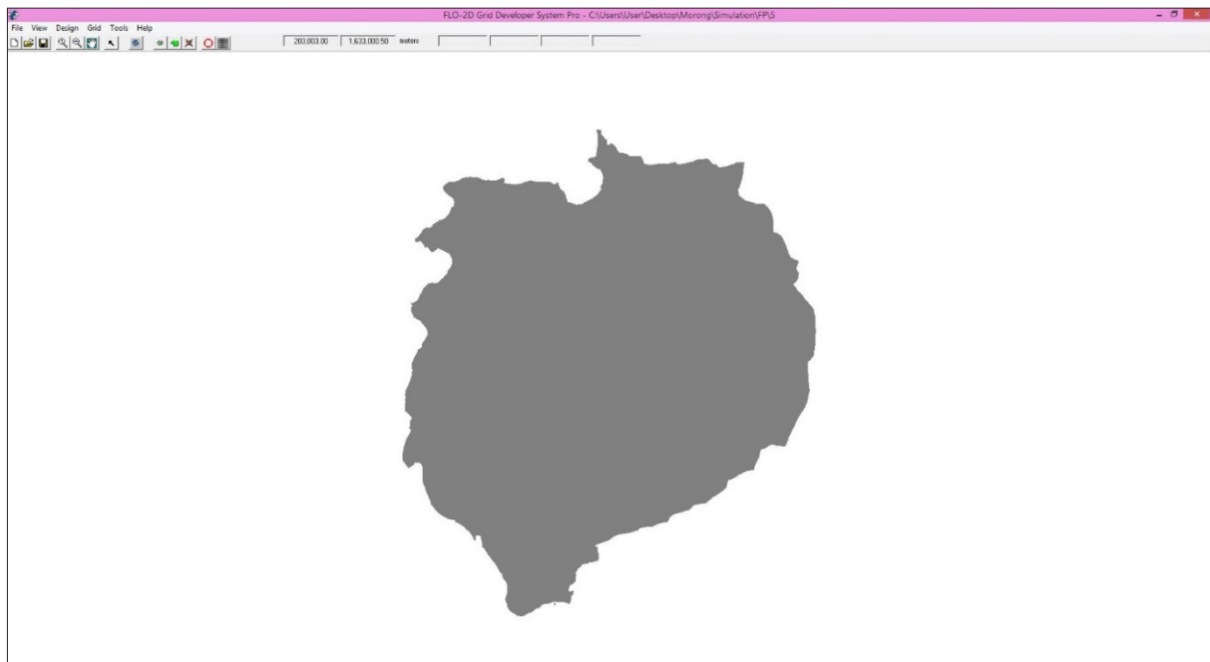 FLO-2D Grid Developer System Pro - C:\Users\User\Desktop\Morong\Simulation\FP\5
File View Design Grid Tools Help
203,003.00 1,633,000.50 meters